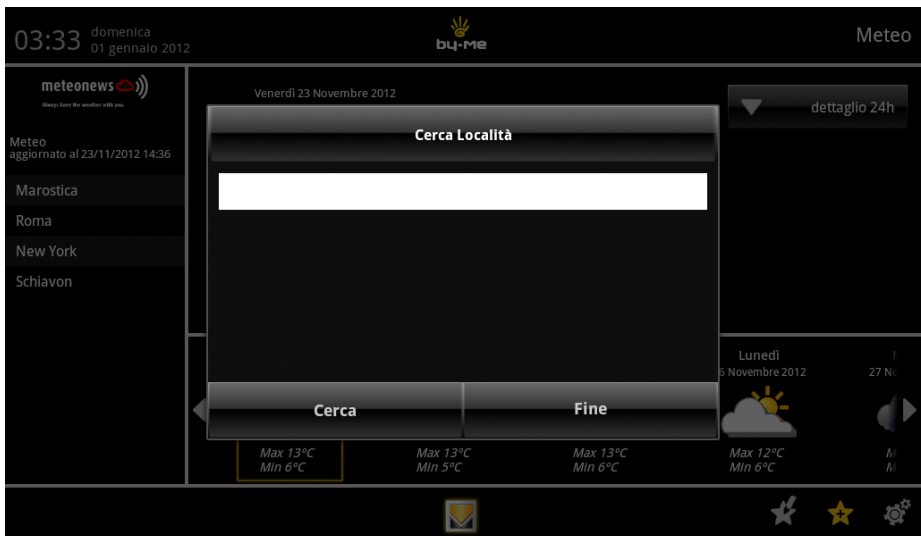 03:33 domenica
01 gennaio 2012
by-me
Meteo
meteonews
Always have the weather with you.
Meteo
aggiornato al 23/11/2012 14:36
Marostica
Roma
New York
Schiavon
Venerdì 23 Novembre 2012
dettaglio 24h
Cerca Località
Cerca
Fine
Lunedì
6 Novembre 2012
27 No
Max 13°C
Min 6°C
Max 13°C
Min 5°C
Max 13°C
Min 6°C
Max 12°C
Min 6°C
M
M